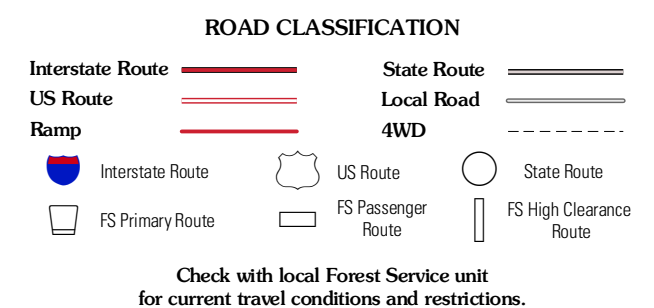 ROAD CLASSIFICATION
Interstate Route
State Route
US Route
Local Road
Ramp
4WD
Interstate Route
US Route
State Route
FS Primary Route
FS Passenger
Route
FS High Clearance
Route
Check with local Forest Service unit
for current travel conditions and restrictions.